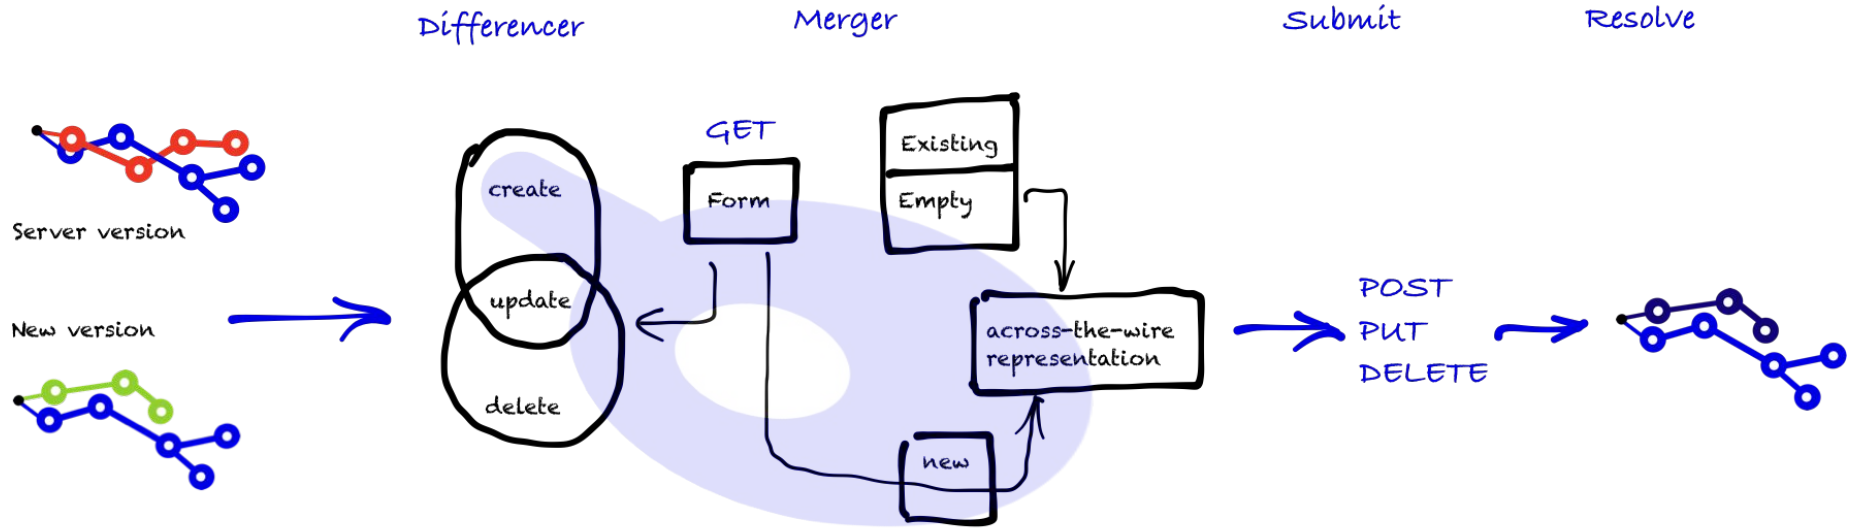 Differencer
Merger
Submit
Resolve
Server version
New version
create
update
delete
GET
Form
Existing
Empty
across-the-wire
representation
new
POST
PUT
DELETE